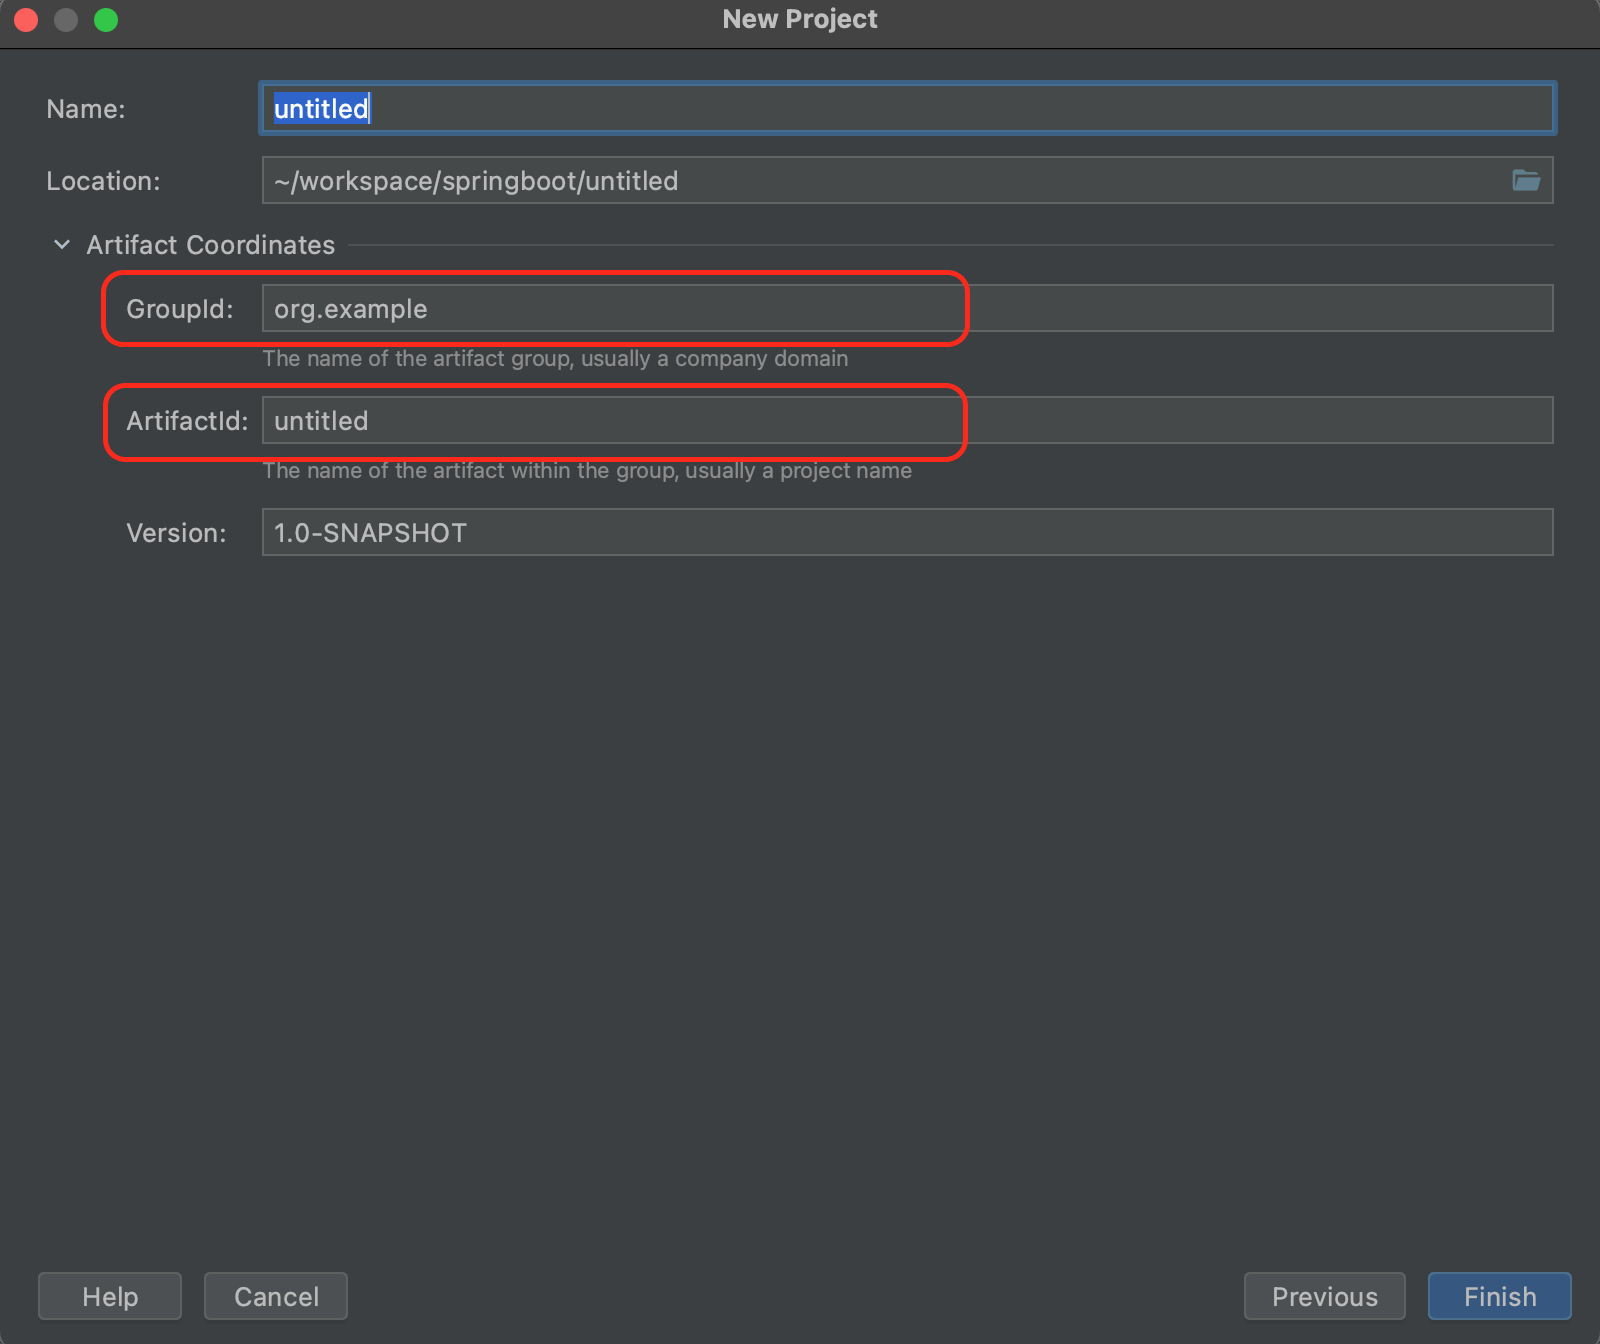 New Project
Name: untitled
Location: ~/workspace/springboot/untitled
Artifact Coordinates
GroupId: org.example
The name of the artifact group, usually a company domain
ArtifactId: untitled
The name of the artifact within the group, usually a project name
Version: 1.0-SNAPSHOT
Help Cancel Previous Finish